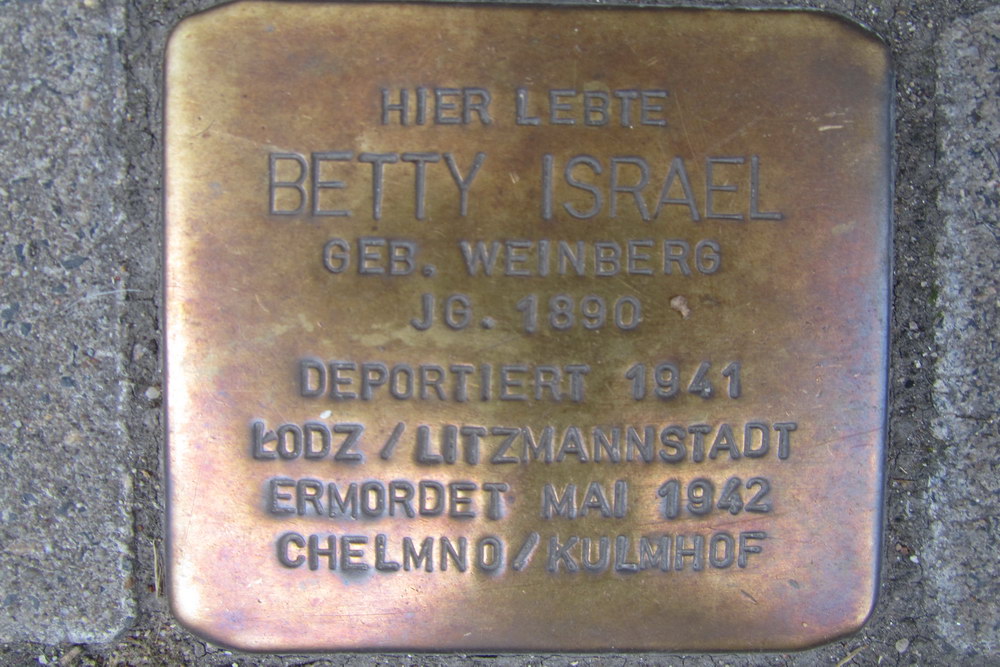 HIER LEBTE
BETTY ISRAEL
GEB. WEINBERG
JG. 1890
DEPORTIERT 1941
ŁODZ / LITZMANNSTADT
ERMORDET MAI 1942
CHELMNO / KULMHOF